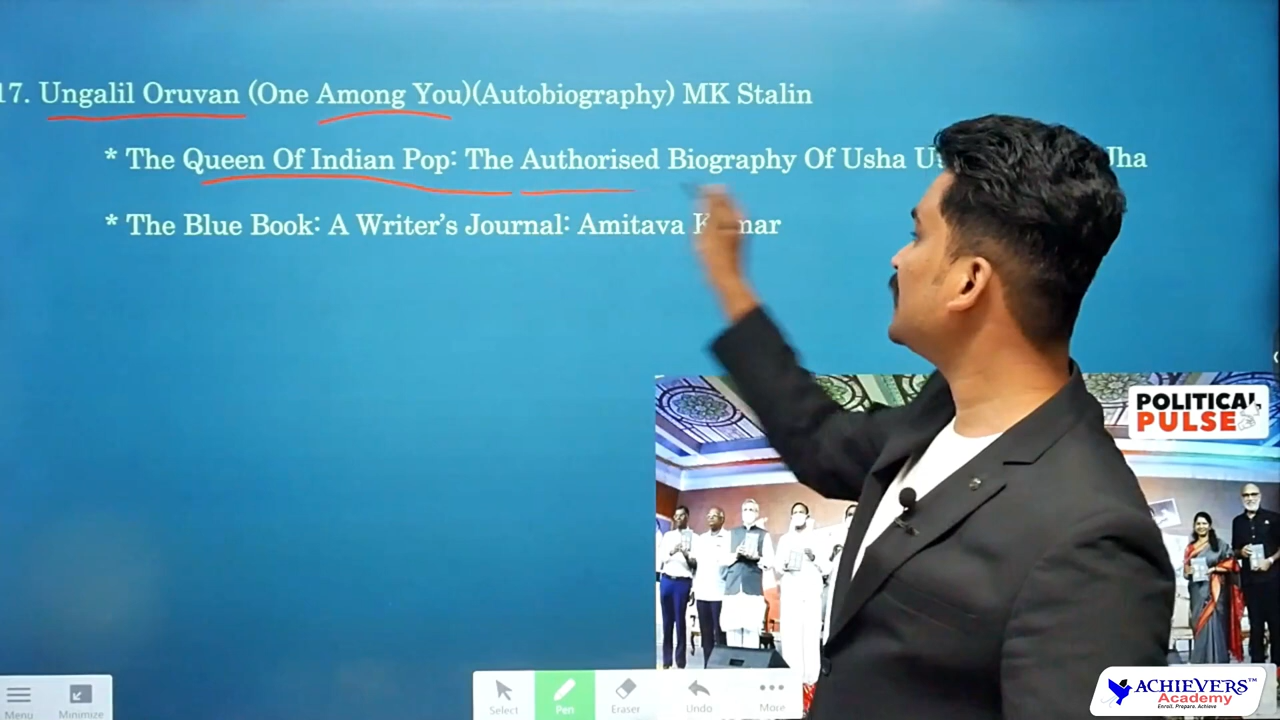 17. Ungalil Oruvan (One Among You)(Autobiography) MK Stalin
* The Queen Of Indian Pop: The Authorised Biography Of Usha Jha
* The Blue Book: A Writer's Journal: Amitava Kumar
POLITICAL
PULSE
Menu
Minimize
Select
Pen
Eraser
Undo
More
ACHIEVERS™
Academy
Enroll. Prepare. Achieve